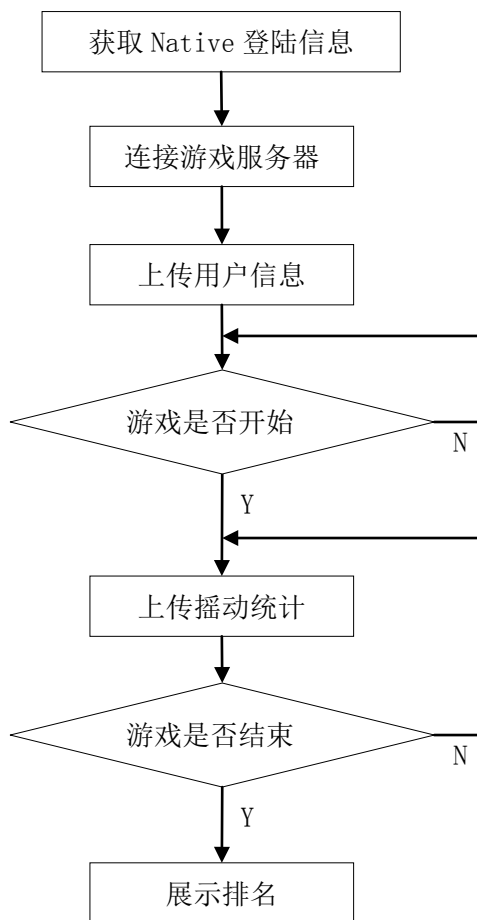 获取 Native 登陆信息
连接游戏服务器
上传用户信息
游戏是否开始
N
Y
上传摇动统计
游戏是否结束
N
Y
展示排名